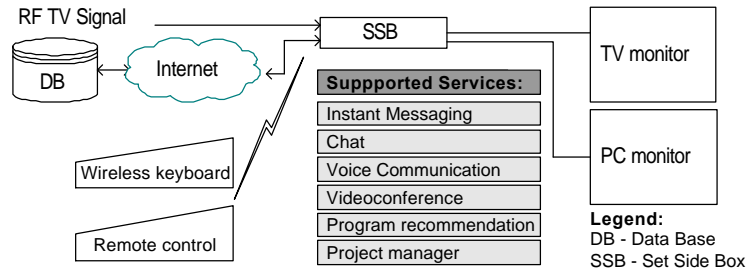 RF TV Signal
SSB
TV monitor
DB
Internet
Suppported Services:
Instant Messaging
Chat
Voice Communication
Videoconference
Program recommendation
Project manager
Wireless keyboard
Remote control
PC monitor
Legend:
DB - Data Base
SSB - Set Side Box